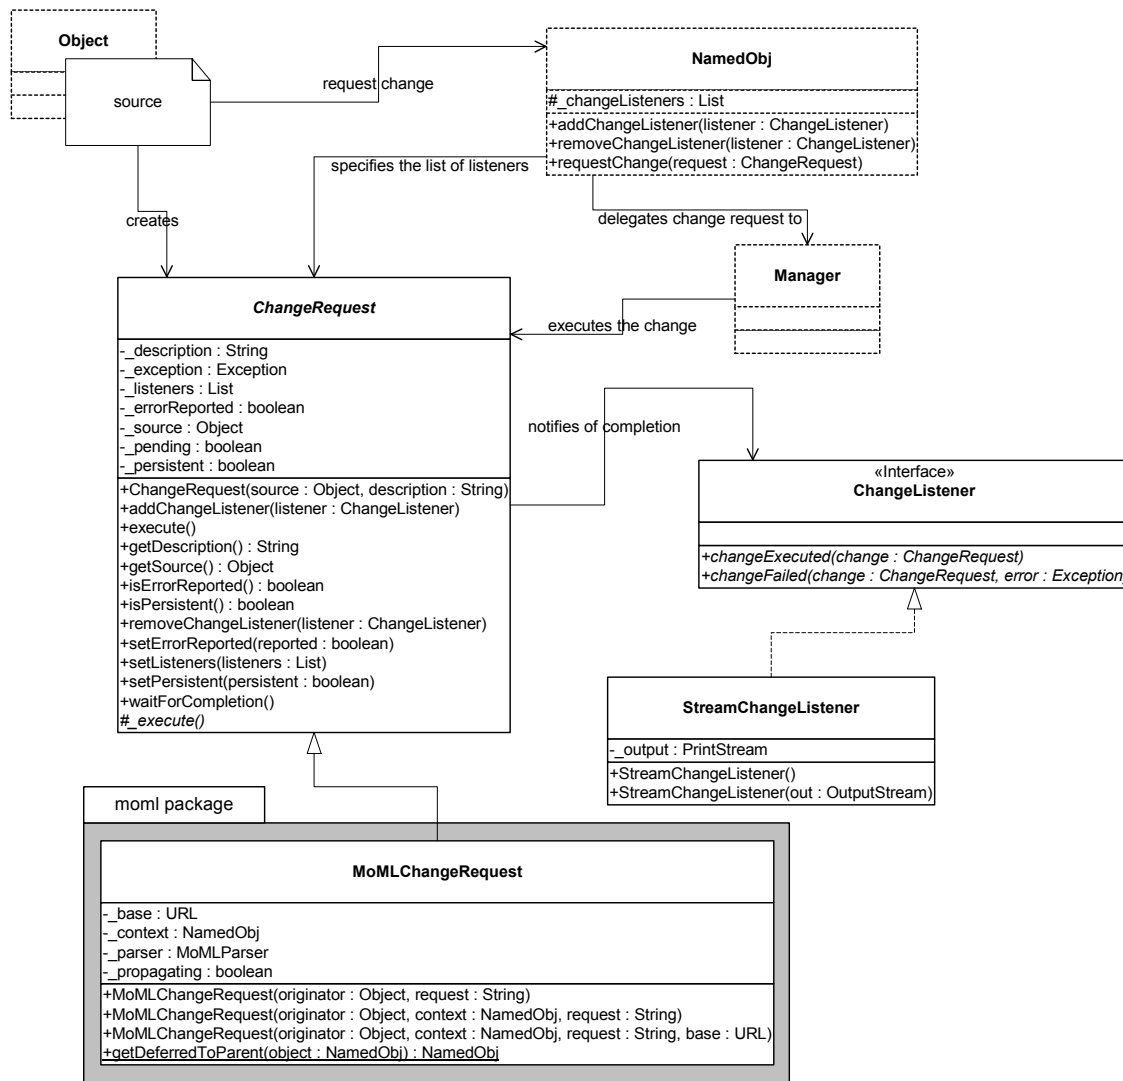 Object
source
request change
NamedObj
#_changeListeners : List
+addChangeListener(listener : ChangeListener)
+removeChangeListener(listener : ChangeListener)
+requestChange(request : ChangeRequest)
specifies the list of listeners
creates
delegates change request to
Manager
executes the change
ChangeRequest
-_description : String
-_exception : Exception
-_listeners : List
-_errorReported : boolean
-_source : Object
-_pending : boolean
-_persistent : boolean
+ChangeRequest(source : Object, description : String)
+addChangeListener(listener : ChangeListener)
+execute()
+getDescription() : String
+getSource() : Object
+isErrorReported() : boolean
+isPersistent() : boolean
+removeChangeListener(listener : ChangeListener)
+setErrorReported(reported : boolean)
+setListeners(listeners : List)
+setPersistent(persistent : boolean)
+waitForCompletion()
#_execute()
notifies of completion
«Interface»
ChangeListener
+changeExecuted(change : ChangeRequest)
+changeFailed(change : ChangeRequest, error : Exception)
StreamChangeListener
-_output : PrintStream
+StreamChangeListener()
+StreamChangeListener(out : OutputStream)
moml package
MoMLChangeRequest
-_base : URL
-_context : NamedObj
-_parser : MoMLParser
-_propagating : boolean
+MoMLChangeRequest(originator : Object, request : String)
+MoMLChangeRequest(originator : Object, context : NamedObj, request : String)
+MoMLChangeRequest(originator : Object, context : NamedObj, request : String, base : URL)
+getDeferredToParent(object : NamedObj) : NamedObj